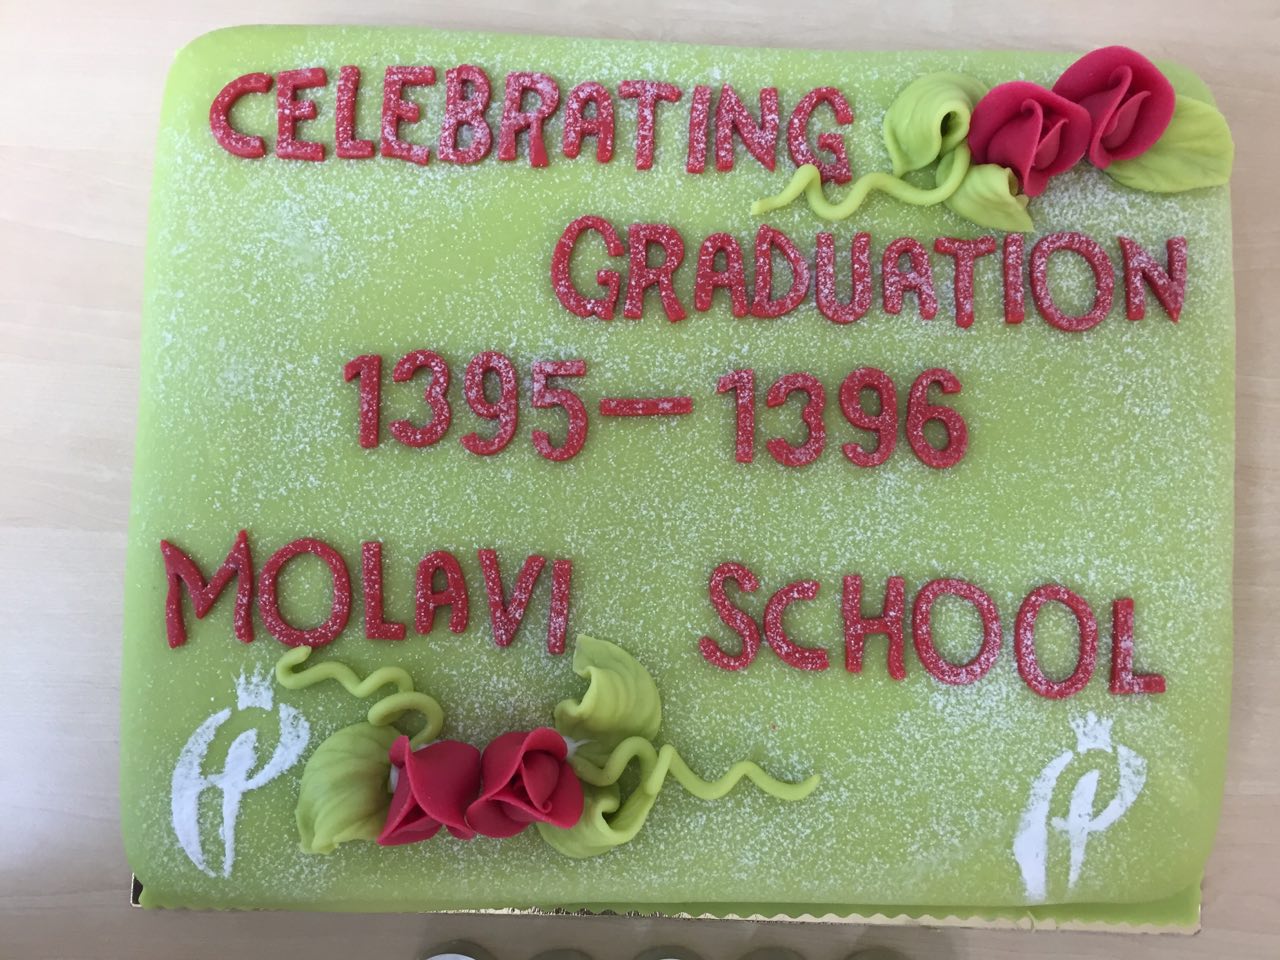 CELEBRATING
GRADUATION
1395—1396
MOLAVI SCHOOL